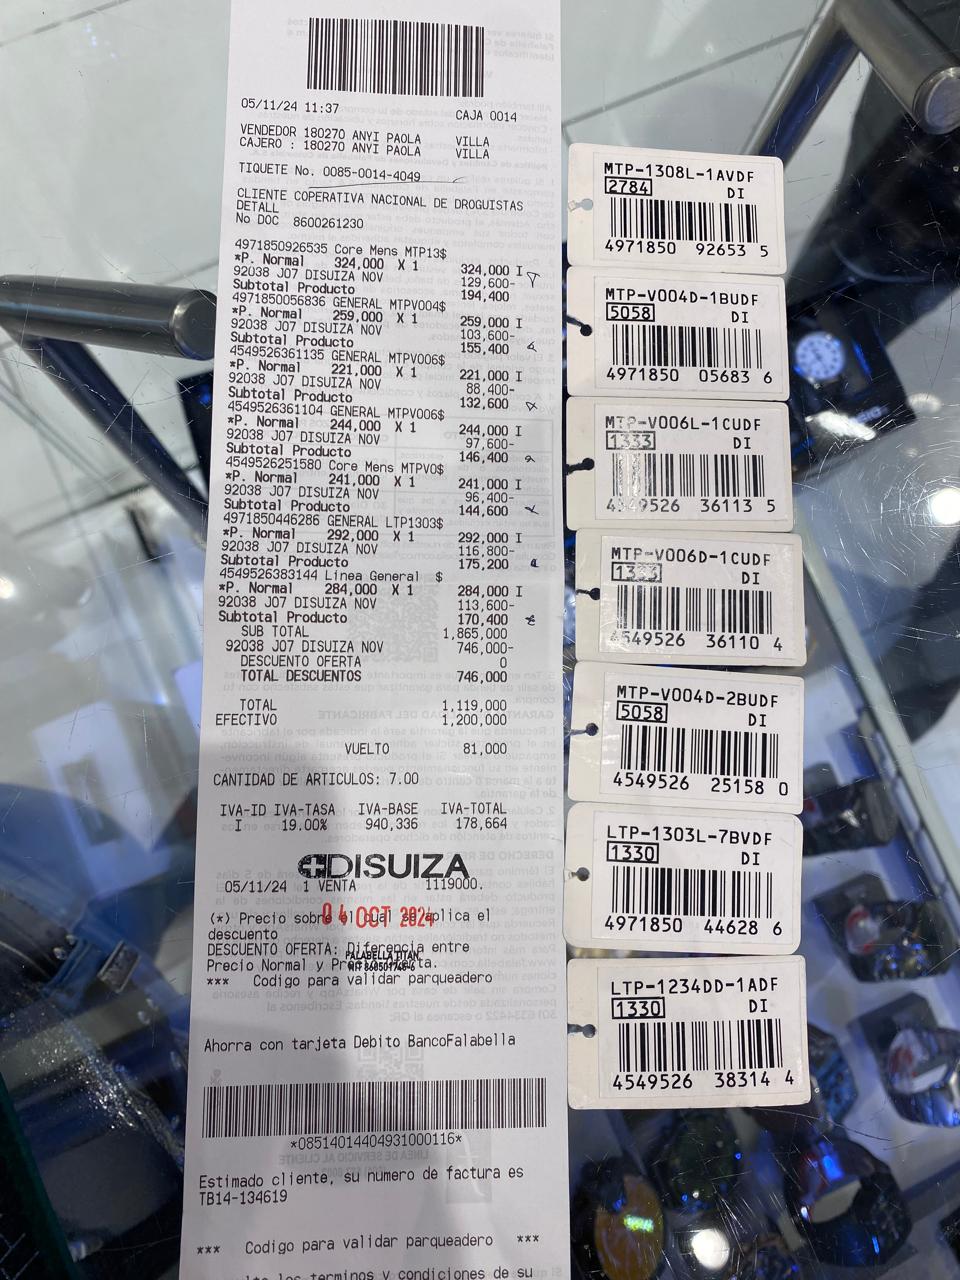 05/11/24 11:37
CAJA 0014
VENDEDOR 180270 ANYI PAOLA VILLA
CAJERO : 180270 ANYI PAOLA VILLA
TIQUETE No. 0085-0014-4049
CLIENTE COPERATIVA NACIONAL DE DROGUISTAS
DETALL
No DOC 8600261230
4971850926535 Core Mens MTP13$
*P. Normal 324,000 X 1 324,000 I
92038 J07 DISUIZA NOV 129,600-
Subtotal Producto 194,400
4971850056836 GENERAL MTPV004$
*P. Normal 259,000 X 1 259,000 I
92038 J07 DISUIZA NOV 103,600-
Subtotal Producto 155,400
4549526361135 GENERAL MTPV006$
*P. Normal 221,000 X 1 221,000 I
92038 J07 DISUIZA NOV 88,400-
Subtotal Producto 132,600
4549526361104 GENERAL MTPV006$
*P. Normal 244,000 X 1 244,000 I
92038 J07 DISUIZA NOV 97,600-
Subtotal Producto 146,400
4549526251580 Core Mens MTPV0$
*P. Normal 241,000 X 1 241,000 I
92038 J07 DISUIZA NOV 96,400-
Subtotal Producto 144,600
4971850446286 GENERAL LTP1303$
*P. Normal 292,000 X 1 292,000 I
92038 J07 DISUIZA NOV 116,800-
Subtotal Producto 175,200
4549526383144 Linea General $
*P. Normal 284,000 X 1 284,000 I
92038 J07 DISUIZA NOV 113,600-
Subtotal Producto 170,400
SUB TOTAL 1,865,000
92038 J07 DISUIZA NOV 746,000-
DESCUENTO OFERTA 0
TOTAL DESCUENTOS 746,000
TOTAL 1,119,000
EFECTIVO 1,200,000
VUELTO 81,000
CANTIDAD DE ARTICULOS: 7.00
IVA-ID IVA-TASA IVA-BASE IVA-TOTAL
I 19.00% 940,336 178,664
DISUIZA
05/11/24 1 VENTA 1119000.
04 OCT 2024
(*) Precio sobre el cual se aplica el
descuento
DESCUENTO OFERTA: Diferencia entre
FALABELLA TITAN
Precio Normal y Precio Oferta.
*** Codigo para validar parqueadero
Ahorra con tarjeta Debito BancoFalabella
*08514014404931000116*
Estimado cliente, su numero de factura es
TB14-134619
*** Codigo para validar parqueadero ***
los terminos y condiciones de su
MTP-1308L-1AVDF
2784 DI
4971850 92653 5
MTP-V004D-1BUDF
5058 DI
4971850 05683 6
MTP-V006L-1CUDF
1333 DI
4549526 36113 5
MTP-V006D-1CUDF
1333 DI
4549526 36110 4
MTP-V004D-2BUDF
5058 DI
4549526 25158 0
LTP-1303L-7BVDF
1330 DI
4971850 44628 6
LTP-1234DD-1ADF
1330 DI
4549526 38314 4